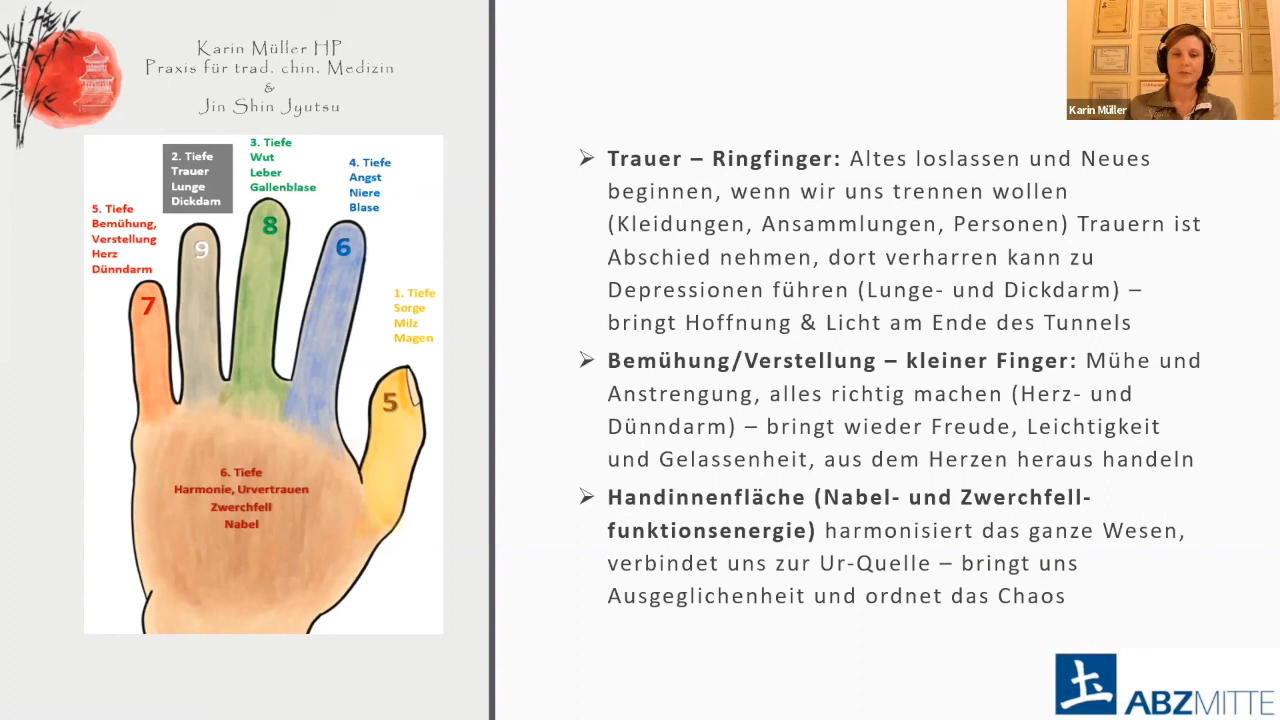 Karin Müller HP
Praxis für trad. chin. Medizin
&
Jin Shin Jyutsu
2. Tiefe
Trauer
Lunge
Dickdam
3. Tiefe
Wut
Leber
Gallenblase
4. Tiefe
Angst
Niere
Blase
5. Tiefe
Bemühung,
Verstellung
Herz
Dünndarm
1. Tiefe
Sorge
Milz
Magen
7
9
8
6
5
6. Tiefe
Harmonie, Urvertrauen
Zwerchfell
Nabel
Karin Müller
➢ Trauer – Ringfinger: Altes loslassen und Neues
beginnen, wenn wir uns trennen wollen
(Kleidungen, Ansammlungen, Personen) Trauern ist
Abschied nehmen, dort verharren kann zu
Depressionen führen (Lunge- und Dickdarm) –
bringt Hoffnung & Licht am Ende des Tunnels
➢ Bemühung/Verstellung – kleiner Finger: Mühe und
Anstrengung, alles richtig machen (Herz- und
Dünndarm) – bringt wieder Freude, Leichtigkeit
und Gelassenheit, aus dem Herzen heraus handeln
➢ Handinnenfläche (Nabel- und Zwerchfell-
funktionsenergie) harmonisiert das ganze Wesen,
verbindet uns zur Ur-Quelle – bringt uns
Ausgeglichenheit und ordnet das Chaos
ABZMITTE